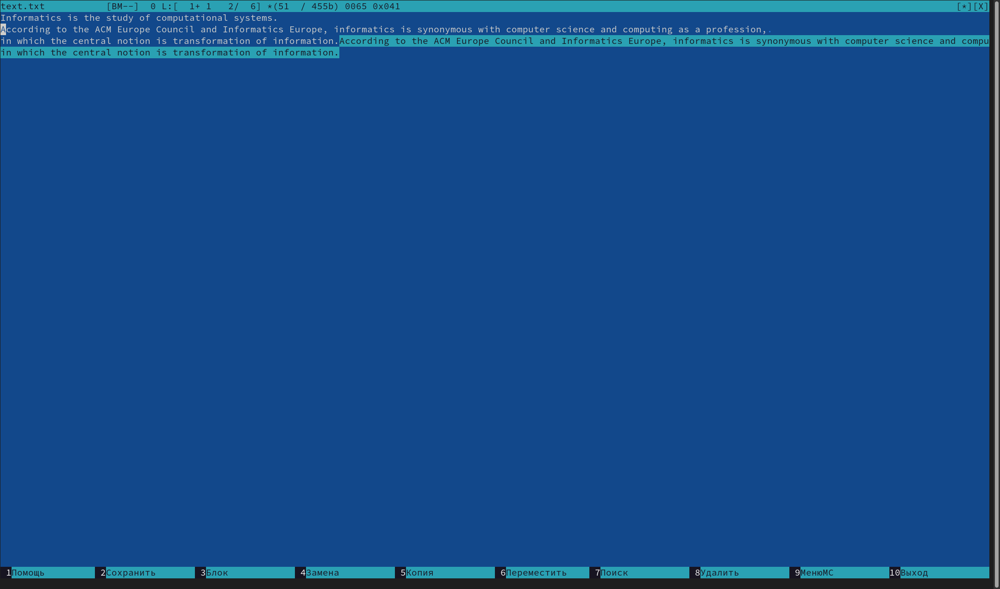 text.txt [BM--] 0 L:[ 1+ 1 2/ 6] *(51 / 455b) 0065 0x041 [*][X]
Informatics is the study of computational systems.
According to the ACM Europe Council and Informatics Europe, informatics is synonymous with computer science and computing as a profession,.
in which the central notion is transformation of information.According to the ACM Europe Council and Informatics Europe, informatics is synonymous with computer science and compu
in which the central notion is transformation of information.
1Помощь 2Сохранить 3Блок 4Замена 5Копия 6Переместить 7Поиск 8Удалить 9МенюMC 10Выход